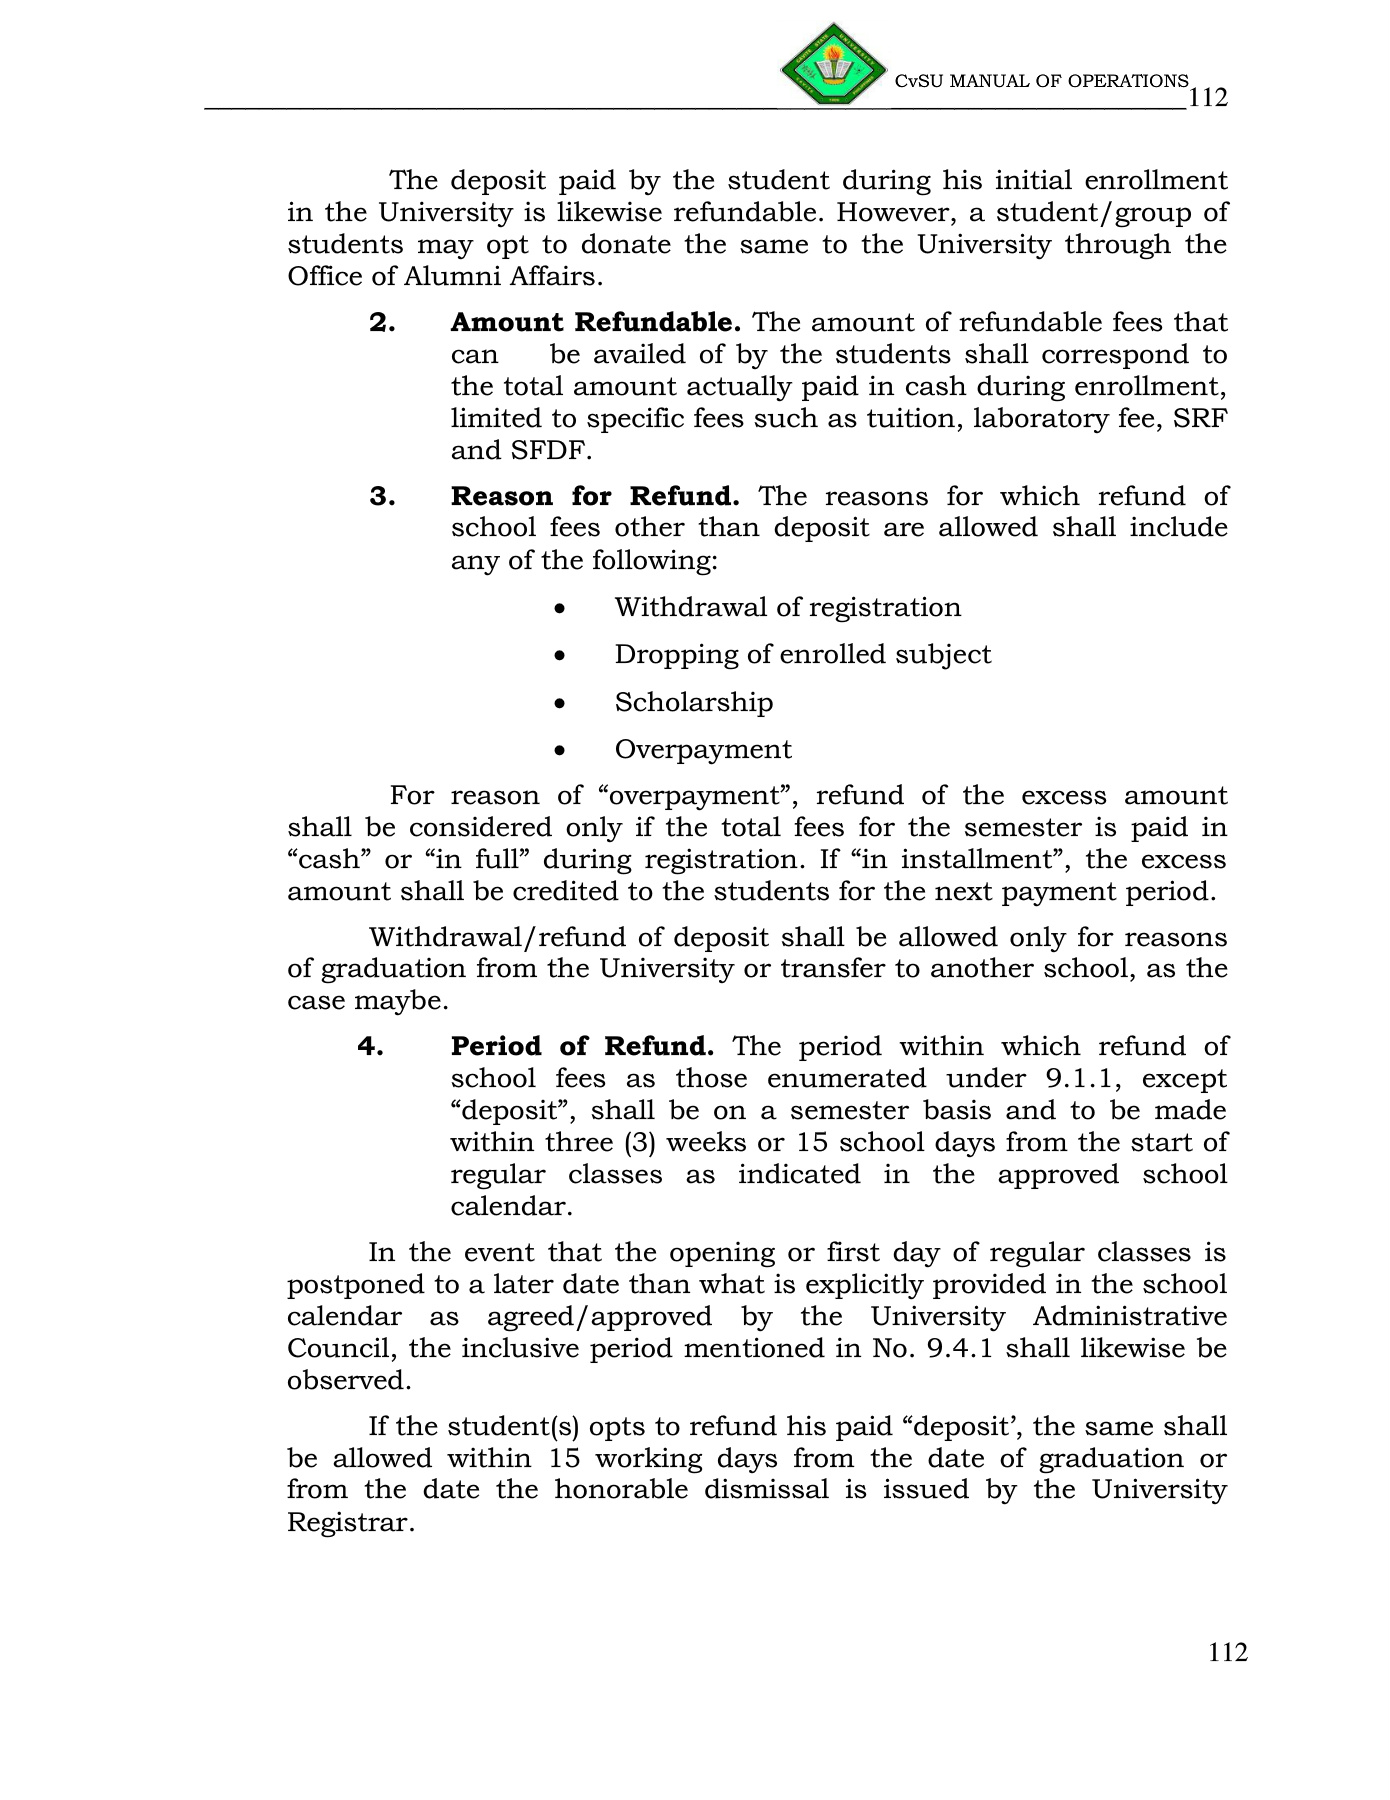 CvSU MANUAL OF OPERATIONS
112
The deposit paid by the student during his initial enrollment
in the University is likewise refundable. However, a student/group of
students may opt to donate the same to the University through the
Office of Alumni Affairs.
2. Amount Refundable. The amount of refundable fees that
can be availed of by the students shall correspond to
the total amount actually paid in cash during enrollment,
limited to specific fees such as tuition, laboratory fee, SRF
and SFDF.
3. Reason for Refund. The reasons for which refund of
school fees other than deposit are allowed shall include
any of the following:
• Withdrawal of registration
• Dropping of enrolled subject
• Scholarship
• Overpayment
For reason of “overpayment”, refund of the excess amount
shall be considered only if the total fees for the semester is paid in
“cash” or “in full” during registration. If “in installment”, the excess
amount shall be credited to the students for the next payment period.
Withdrawal/refund of deposit shall be allowed only for reasons
of graduation from the University or transfer to another school, as the
case maybe.
4. Period of Refund. The period within which refund of
school fees as those enumerated under 9.1.1, except
“deposit”, shall be on a semester basis and to be made
within three (3) weeks or 15 school days from the start of
regular classes as indicated in the approved school
calendar.
In the event that the opening or first day of regular classes is
postponed to a later date than what is explicitly provided in the school
calendar as agreed/approved by the University Administrative
Council, the inclusive period mentioned in No. 9.4.1 shall likewise be
observed.
If the student(s) opts to refund his paid “deposit’, the same shall
be allowed within 15 working days from the date of graduation or
from the date the honorable dismissal is issued by the University
Registrar.
112